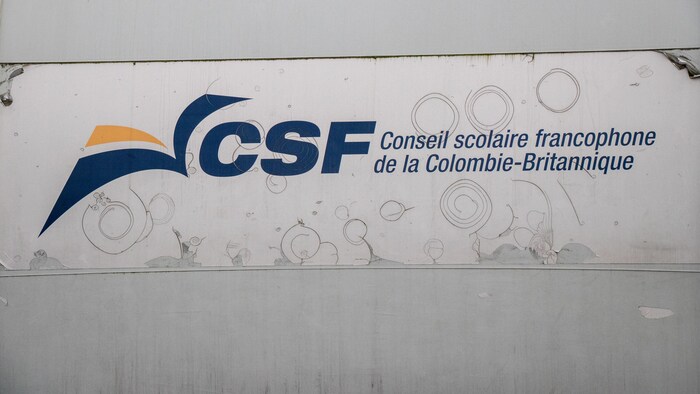 CSF
Conseil scolaire francophone
de la Colombie-Britannique